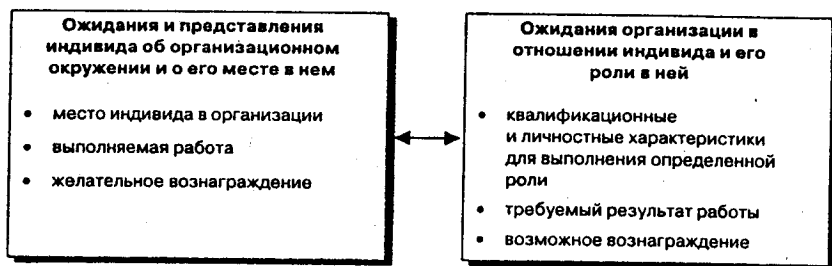 Ожидания и представления
индивида об организационном
окружении и о его месте в нем
• место индивида в организации
• выполняемая работа
• желательное вознаграждение
Ожидания организации в
отношении индивида и его
роли в ней
• квалификационные
и личностные характеристики
для выполнения определенной
роли
• требуемый результат работы
• возможное вознаграждение